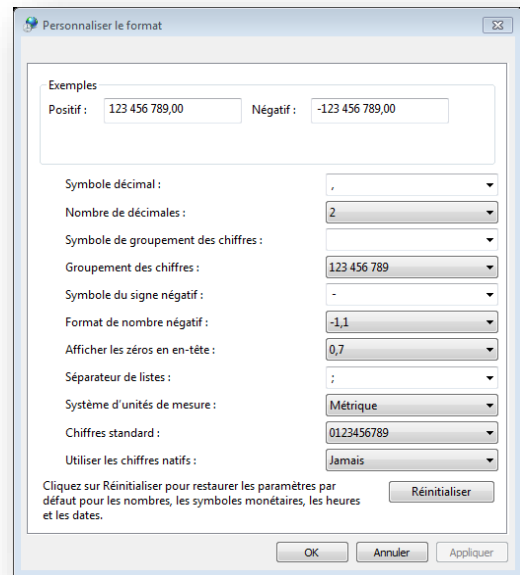 Personnaliser le format
Exemples
Positif : 123 456 789,00 Négatif : -123 456 789,00
Symbole décimal : ,
Nombre de décimales : 2
Symbole de groupement des chiffres :
Groupement des chiffres : 123 456 789
Symbole du signe négatif : -
Format de nombre négatif : -1,1
Afficher les zéros en en-tête : 0,7
Séparateur de listes : ;
Système d'unités de mesure : Métrique
Chiffres standard : 0123456789
Utiliser les chiffres natifs : Jamais
Cliquez sur Réinitialiser pour restaurer les paramètres par
défaut pour les nombres, les symboles monétaires, les heures
et les dates.
Réinitialiser
OK Annuler Appliquer